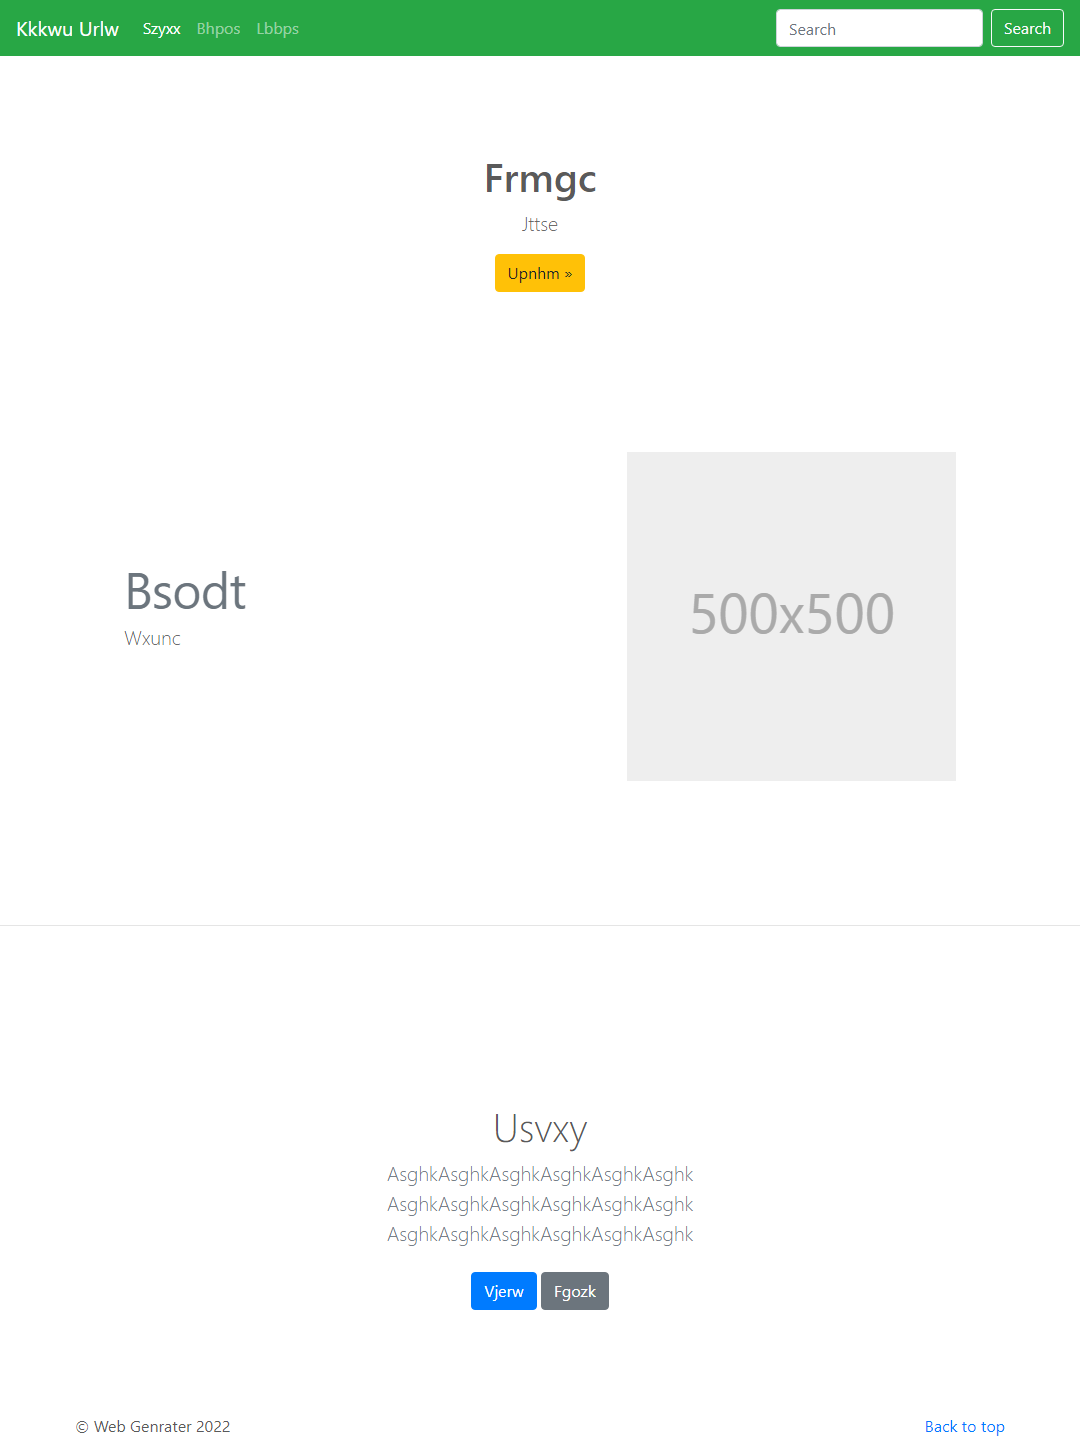 Kkkwu Urlw Szyxx Bhpos Lbbps Search Search
Frmgc
Jttse
Upnhm »
500x500
Bsodt
Wxunc
Usvxy
AsghkAsghkAsghkAsghkAsghkAsghk
AsghkAsghkAsghkAsghkAsghkAsghk
AsghkAsghkAsghkAsghkAsghkAsghk
Vjerw Fgozk
© Web Genrater 2022 Back to top